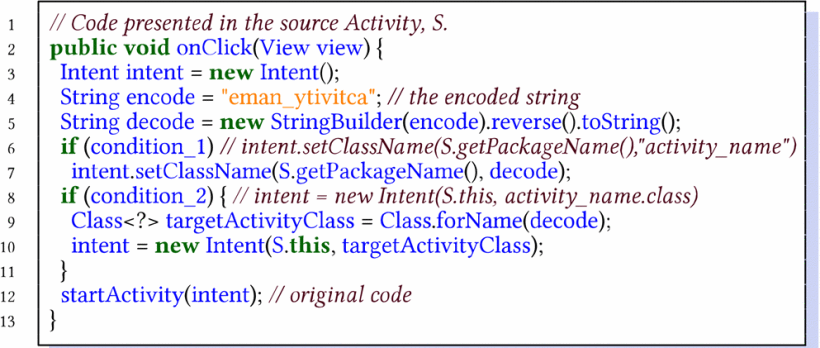 1 // Code presented in the source Activity, S.
2 public void onClick(View view) {
3 Intent intent = new Intent();
4 String encode = "eman_ytivitca"; // the encoded string
5 String decode = new StringBuilder(encode).reverse().toString();
6 if (condition_1) // intent.setClassName(S.getPackageName(),"activity_name")
7 intent.setClassName(S.getPackageName(), decode);
8 if (condition_2) { // intent = new Intent(S.this, activity_name.class)
9 Class<?> targetActivityClass = Class.forName(decode);
10 intent = new Intent(S.this, targetActivityClass);
11 }
12 startActivity(intent); // original code
13 }